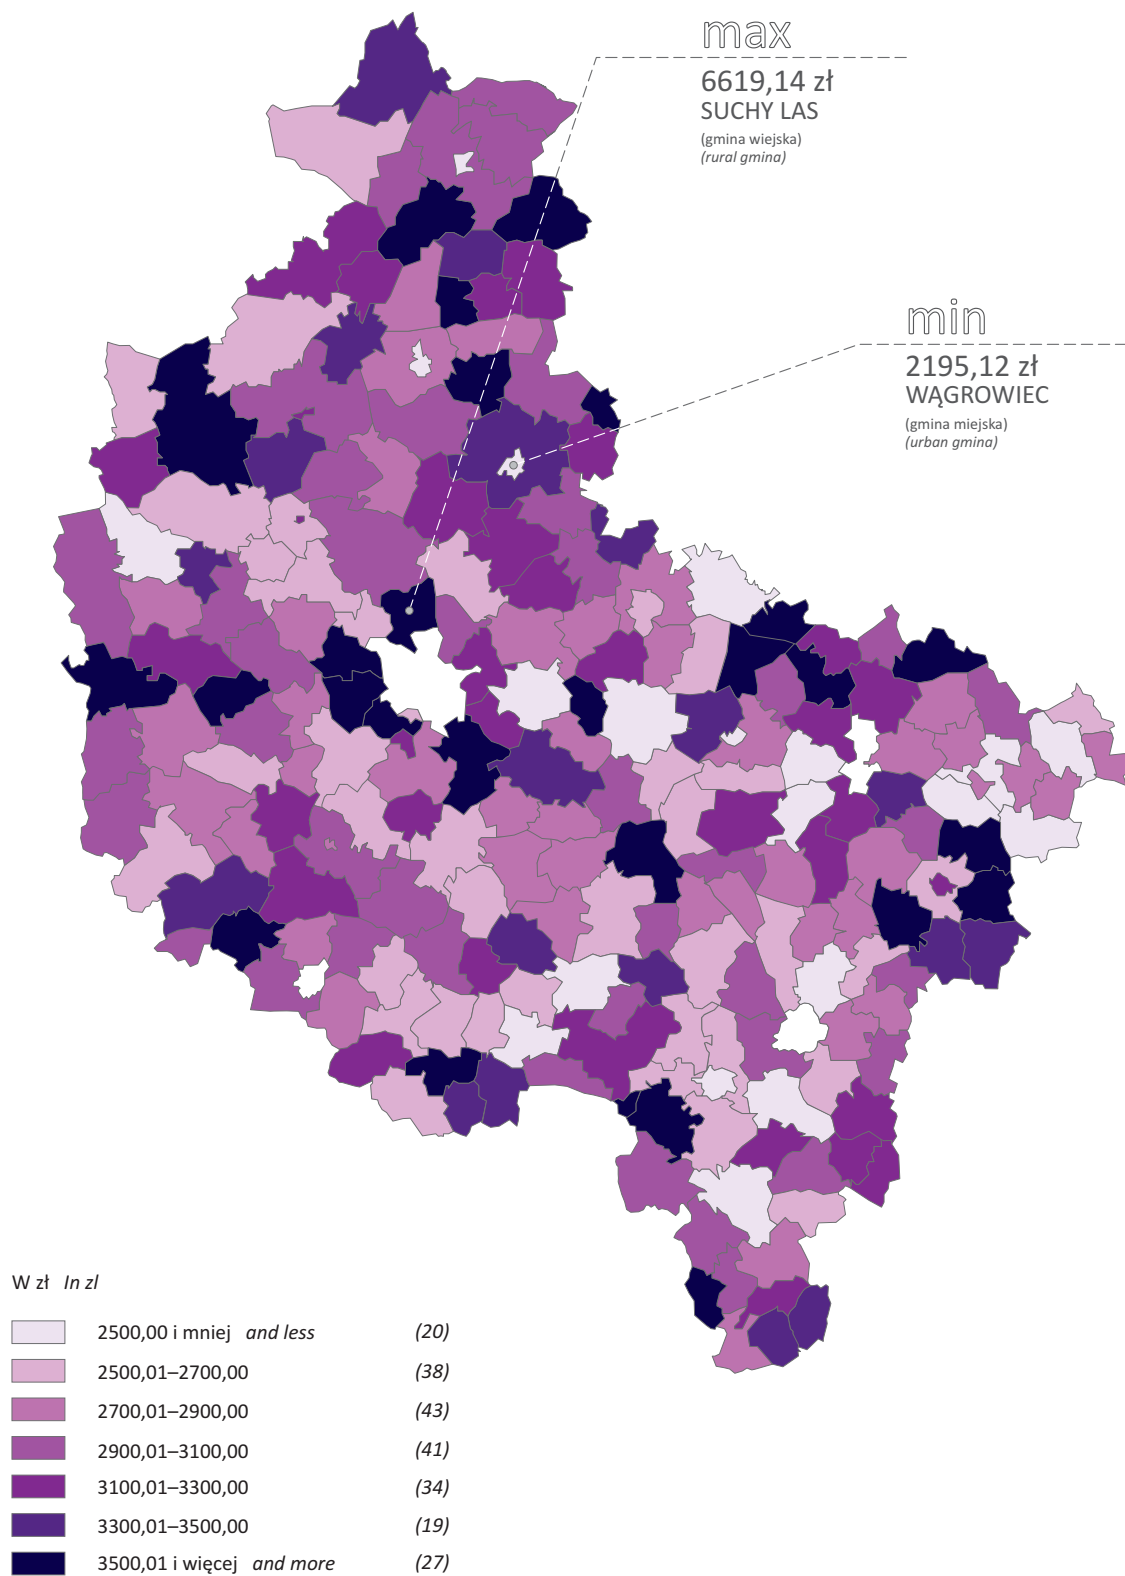 max
6619,14 zł
SUCHY LAS
(gmina wiejska)
(rural gmina)
min
2195,12 zł
WĄGROWIEC
(gmina miejska)
(urban gmina)
W zł In zl
2500,00 i mniej and less (20)
2500,01–2700,00 (38)
2700,01–2900,00 (43)
2900,01–3100,00 (41)
3100,01–3300,00 (34)
3300,01–3500,00 (19)
3500,01 i więcej and more (27)